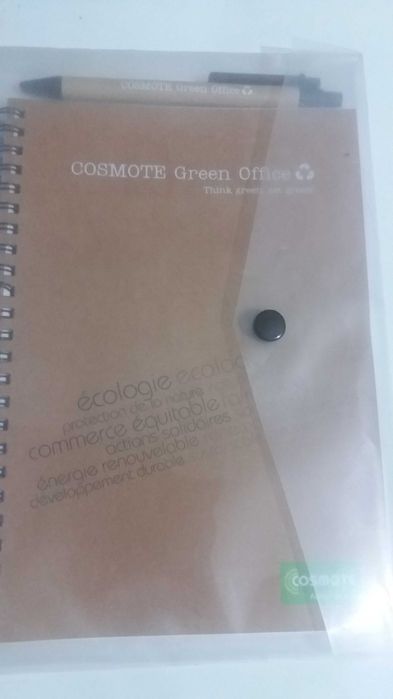 COSMOTE Green Office
COSMOTE Green Office
Think green, act green
écologie ecolo
protection de la nature
commerce équitable
actions solidaires
énergie renouvelable
développement durable
COSMOTE